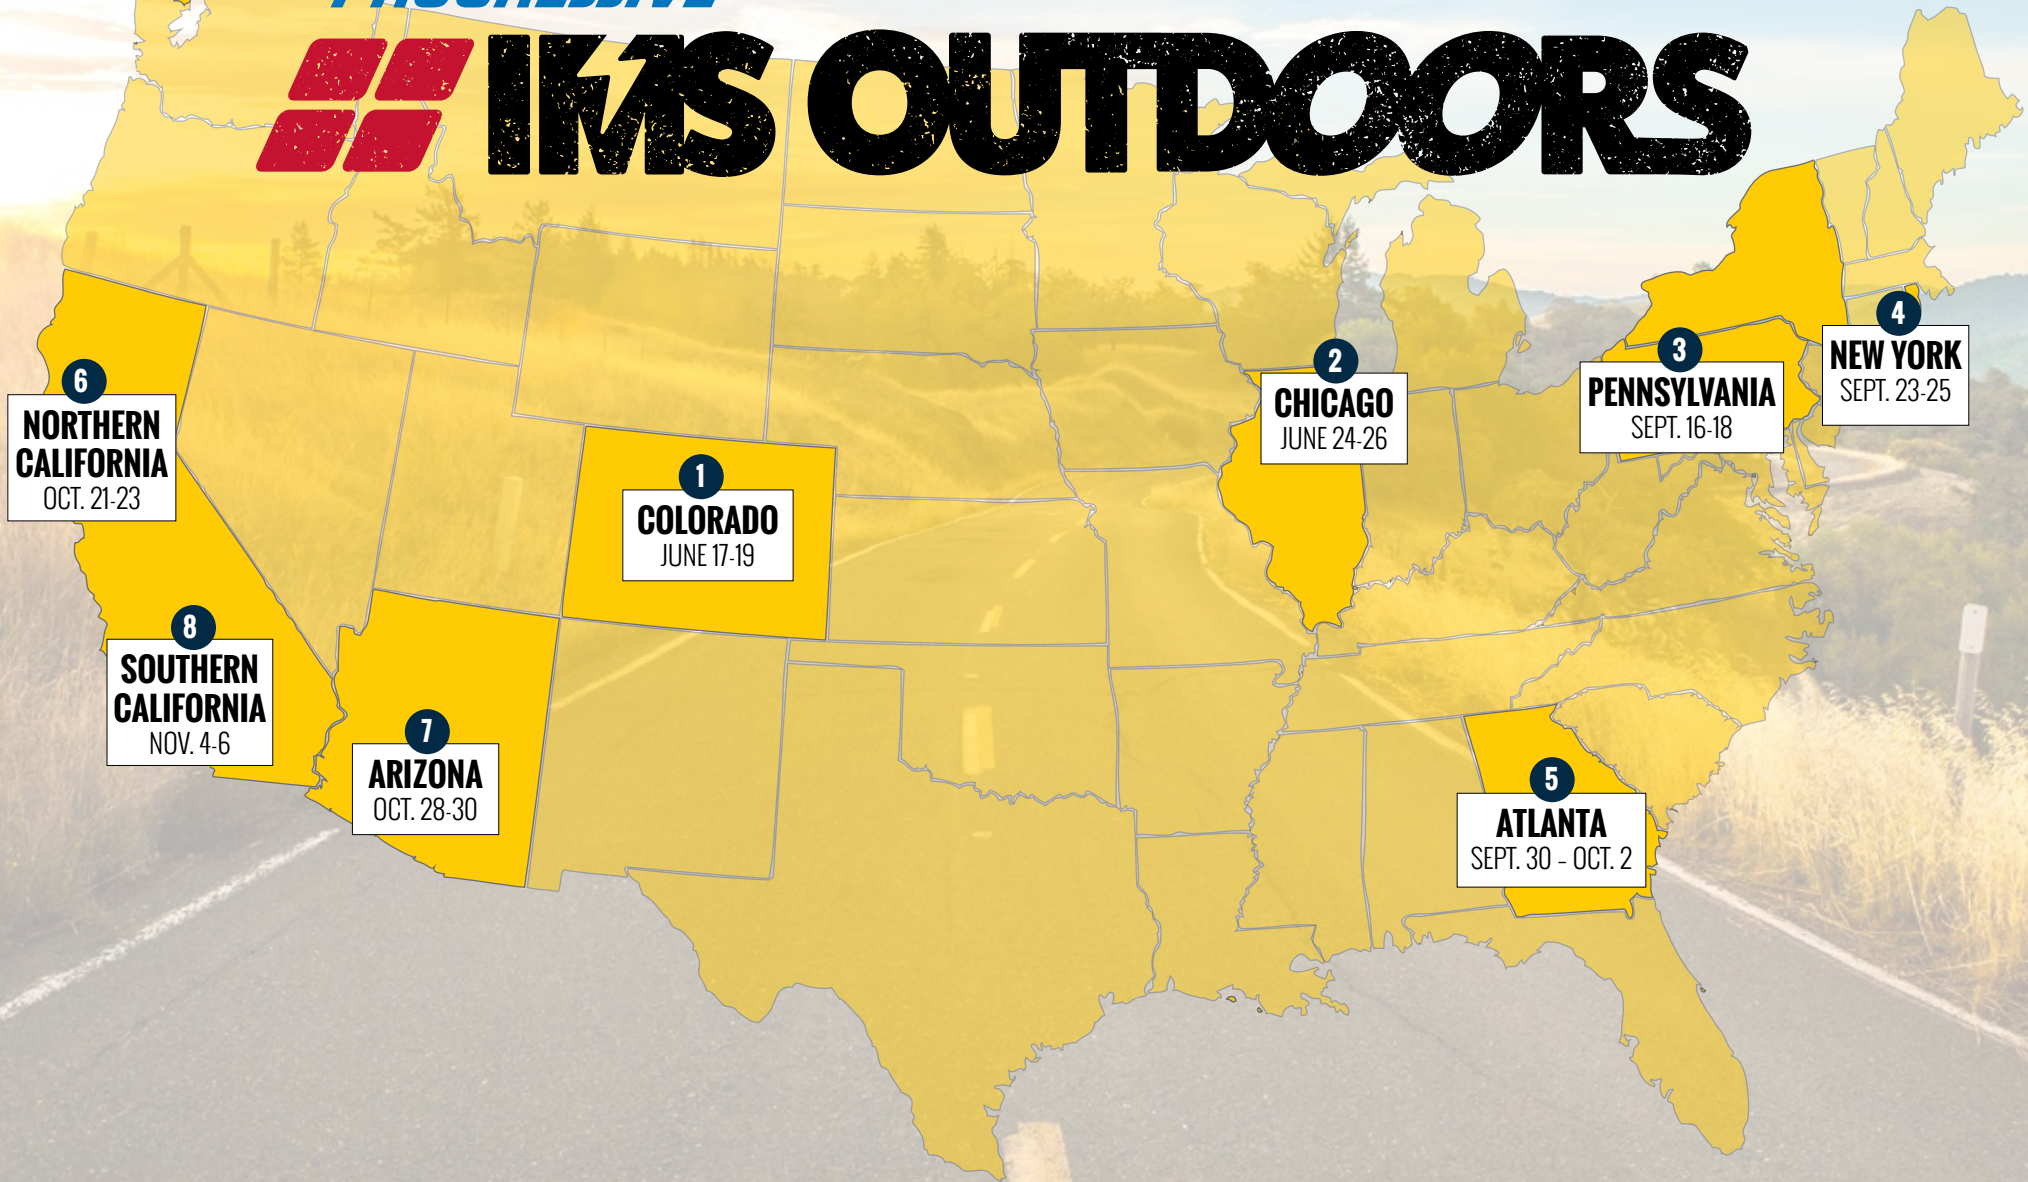 PROGRESSIVE
IMS OUTDOORS
1
COLORADO
JUNE 17-19
2
CHICAGO
JUNE 24-26
3
PENNSYLVANIA
SEPT. 16-18
4
NEW YORK
SEPT. 23-25
5
ATLANTA
SEPT. 30 - OCT. 2
6
NORTHERN
CALIFORNIA
OCT. 21-23
7
ARIZONA
OCT. 28-30
8
SOUTHERN
CALIFORNIA
NOV. 4-6